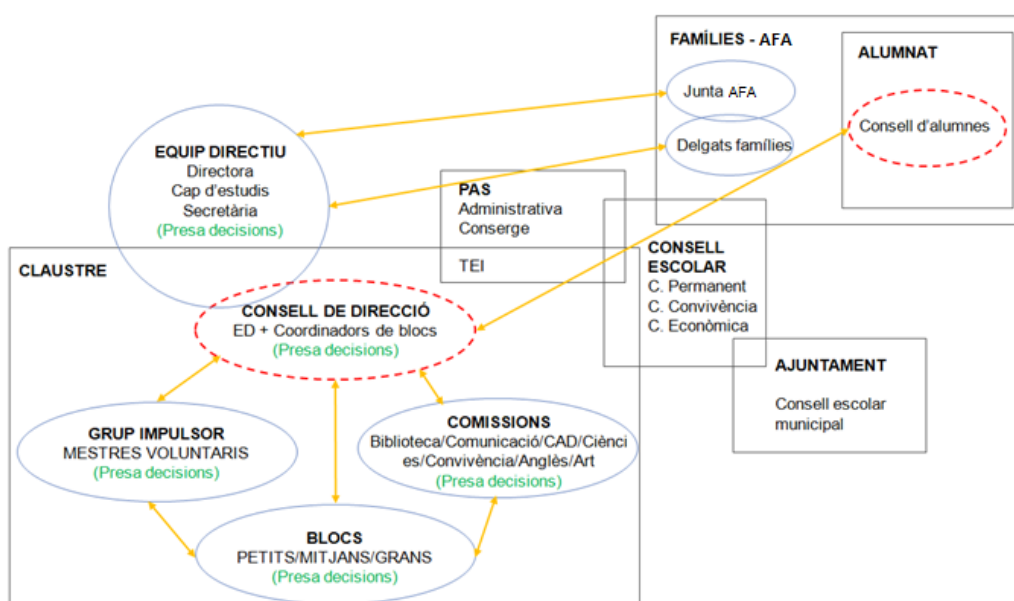 FAMÍLIES - AFA
ALUMNAT
Junta AFA
Consell d'alumnes
Delgats famílies
EQUIP DIRECTIU
Directora
Cap d'estudis
Secretària
(Presa decisions)
PAS
Administrativa
Conserge
TEI
CONSELL
ESCOLAR
C. Permanent
C. Convivència
C. Econòmica
CLAUSTRE
CONSELL DE DIRECCIÓ
ED + Coordinadors de blocs
(Presa decisions)
AJUNTAMENT
Consell escolar
municipal
GRUP IMPULSOR
MESTRES VOLUNTARIS
(Presa decisions)
COMISSIONS
Biblioteca/Comunicació/CAD/Ciènci
es/Convivència/Anglès/Art
(Presa decisions)
BLOCS
PETITS/MITJANS/GRANS
(Presa decisions)